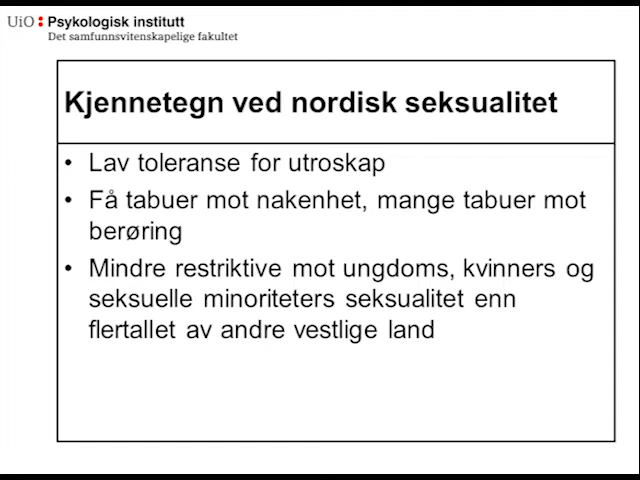 UiO Psykologisk institutt
Det samfunnsvitenskapelige fakultet
Kjennetegn ved nordisk seksualitet
• Lav toleranse for utroskap
• Få tabuer mot nakenhet, mange tabuer mot
berøring
• Mindre restriktive mot ungdoms, kvinners og
seksuelle minoriteters seksualitet enn
flertallet av andre vestlige land